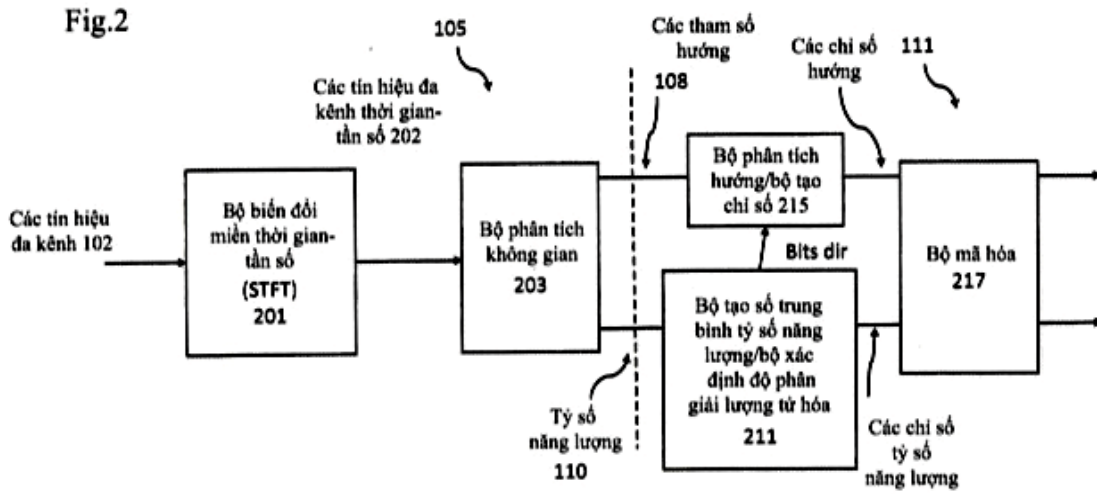 Fig.2
105
Các tín hiệu đa
kênh thời gian-
tần số 202
Các tham số
hướng
108
Các chỉ số
hướng
111
Các tín hiệu
đa kênh 102
Bộ biến đổi
miền thời gian-
tần số
(STFT)
201
Bộ phân tích
không gian
203
Bộ phân tích
hướng/bộ tạo
chỉ số 215
Bits dir
Bộ tạo số trung
bình tỷ số năng
lượng/bộ xác
định độ phân
giải lượng tử hóa
211
Bộ mã hóa
217
Tỷ số
năng lượng
110
Các chỉ số
tỷ số
năng lượng